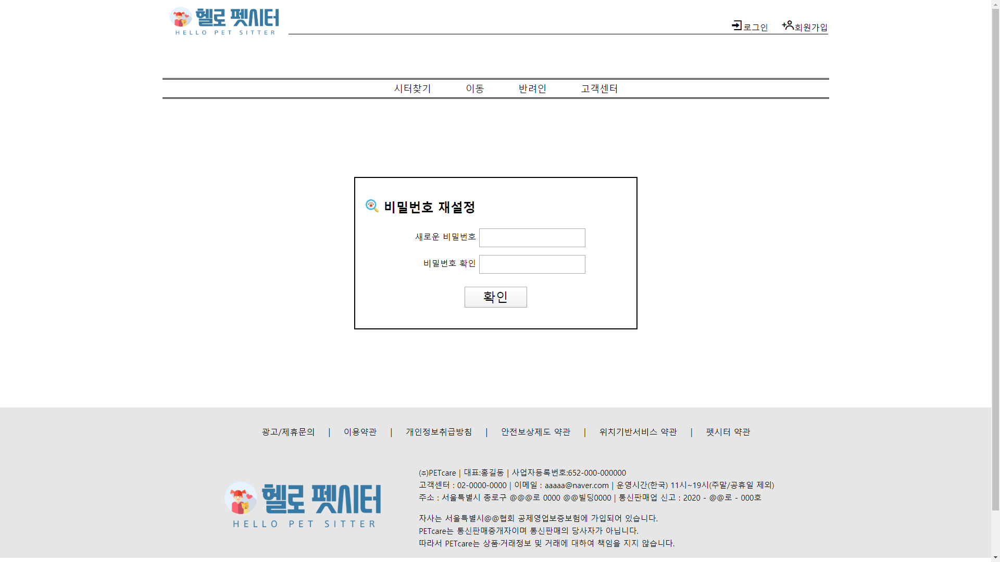 헬로 펫시터
HELLO PET SITTER
로그인 회원가입
시터찾기 이동 반려인 고객센터
비밀번호 재설정
새로운 비밀번호
비밀번호 확인
확인
광고/제휴문의 | 이용약관 | 개인정보취급방침 | 안전보상제도 약관 | 위치기반서비스 약관 | 펫시터 약관
헬로 펫시터
HELLO PET SITTER
㈜PETcare | 대표:홍길동 | 사업자등록번호:652-000-000000
고객센터 : 02-0000-0000 | 이메일 : aaaaa@naver.com | 운영시간(한국) 11시~19시(주말/공휴일 제외)
주소 : 서울특별시 종로구 @@@로 0000 @@빌딩0000 | 통신판매업 신고 : 2020 - @@로 - 000호
자사는 서울특별시@@협회 공제영업보증보험에 가입되어 있습니다.
PETcare는 통신판매중개자이며 통신판매의 당사자가 아닙니다.
따라서 PETcare는 상품·거래정보 및 거래에 대하여 책임을 지지 않습니다.